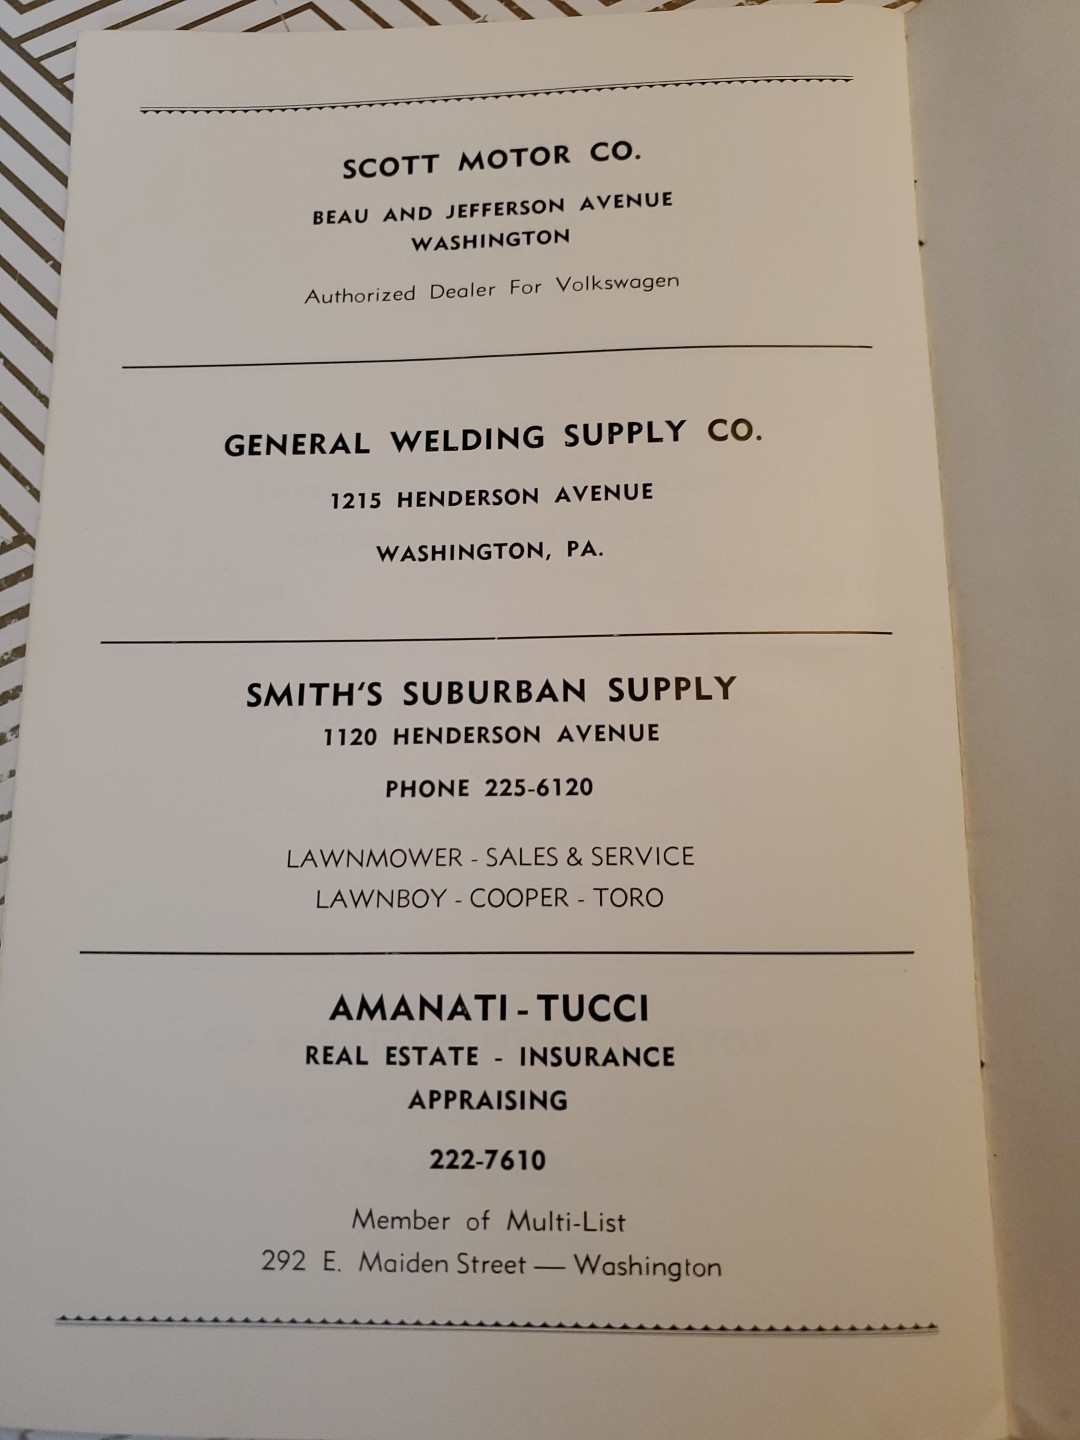 SCOTT MOTOR CO.
BEAU AND JEFFERSON AVENUE
WASHINGTON
Authorized Dealer For Volkswagen
GENERAL WELDING SUPPLY CO.
1215 HENDERSON AVENUE
WASHINGTON, PA.
SMITH'S SUBURBAN SUPPLY
1120 HENDERSON AVENUE
PHONE 225-6120
LAWNMOWER - SALES & SERVICE
LAWNBOY - COOPER - TORO
AMANATI - TUCCI
REAL ESTATE - INSURANCE
APPRAISING
222-7610
Member of Multi-List
292 E. Maiden Street — Washington